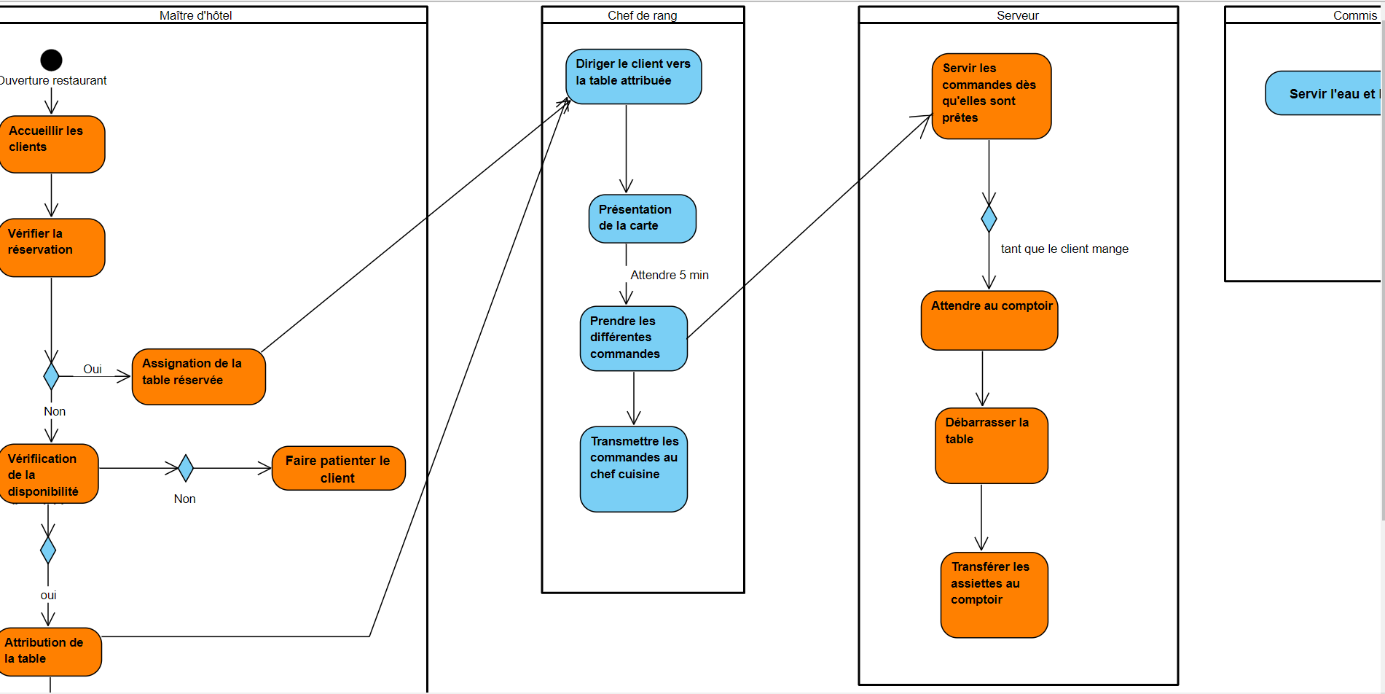 Maître d'hôtel
Ouverture restaurant
Accueillir les
clients
Vérifier la
réservation
Oui
Assignation de la
table réservée
Non
Vérifiication
de la
disponibilité
Non
Faire patienter le
client
oui
Attribution de
la table
Chef de rang
Diriger le client vers
la table attribuée
Présentation
de la carte
Attendre 5 min
Prendre les
différentes
commandes
Transmettre les
commandes au
chef cuisine
Serveur
Servir les
commandes dès
qu'elles sont
prêtes
tant que le client mange
Attendre au comptoir
Débarrasser la
table
Transférer les
assiettes au
comptoir
Commis
Servir l'eau et